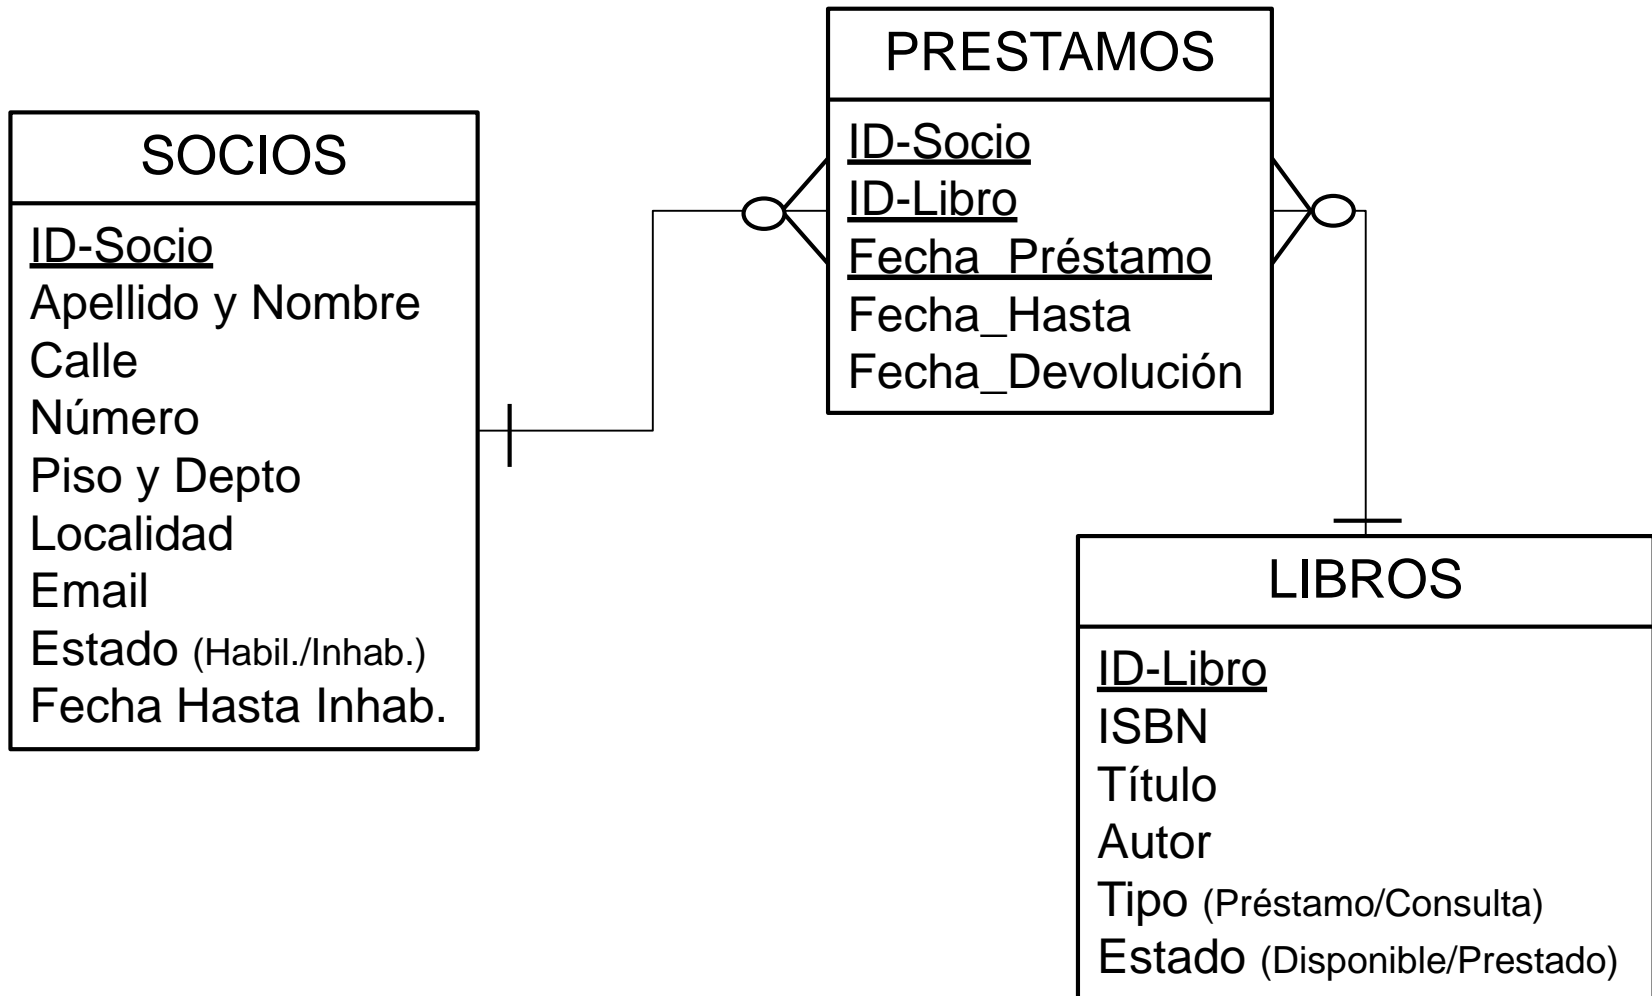 PRESTAMOS
ID-Socio
ID-Libro
Fecha_Préstamo
Fecha_Hasta
Fecha_Devolución
SOCIOS
ID-Socio
Apellido y Nombre
Calle
Número
Piso y Depto
Localidad
Email
Estado (Habil./Inhab.)
Fecha Hasta Inhab.
LIBROS
ID-Libro
ISBN
Título
Autor
Tipo (Préstamo/Consulta)
Estado (Disponible/Prestado)